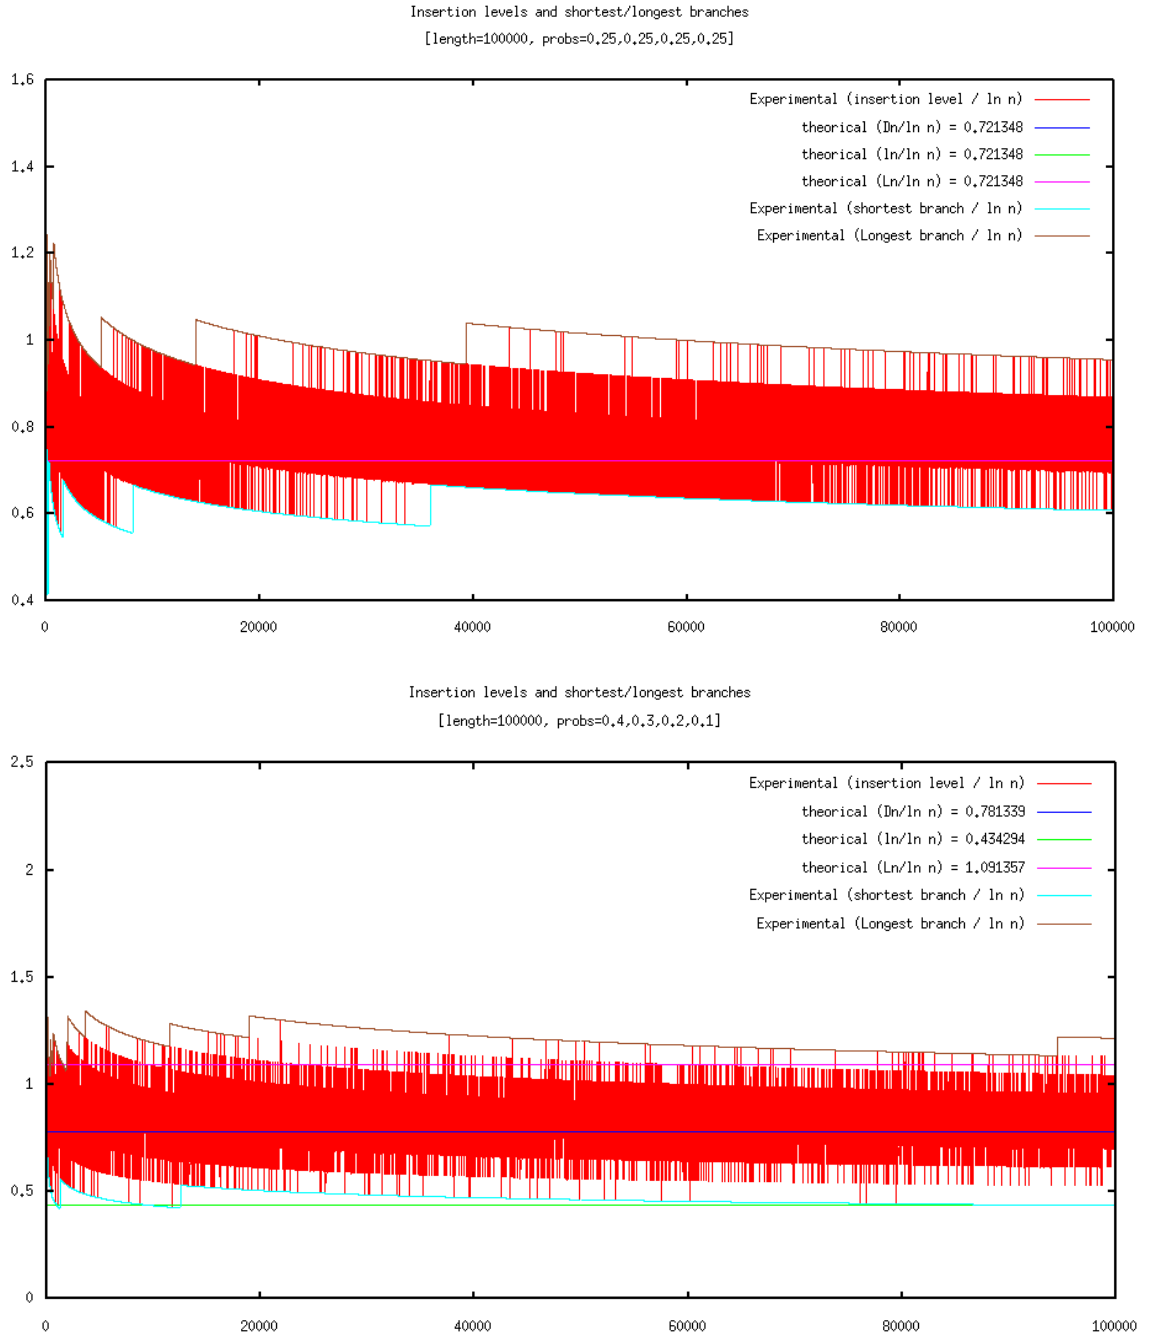 Insertion levels and shortest/longest branches
[length=100000, probs=0.25,0.25,0.25,0.25]
1.6
1.4
1.2
1
0.8
0.6
0.4
Experimental (insertion level / ln n)
theorical (Dn/ln n) = 0.721348
theorical (ln/ln n) = 0.721348
theorical (Ln/ln n) = 0.721348
Experimental (shortest branch / ln n)
Experimental (Longest branch / ln n)
0 20000 40000 60000 80000 100000
Insertion levels and shortest/longest branches
[length=100000, probs=0.4,0.3,0.2,0.1]
2.5
2
1.5
1
0.5
0
Experimental (insertion level / ln n)
theorical (Dn/ln n) = 0.781339
theorical (ln/ln n) = 0.434294
theorical (Ln/ln n) = 1.091357
Experimental (shortest branch / ln n)
Experimental (Longest branch / ln n)
0 20000 40000 60000 80000 100000